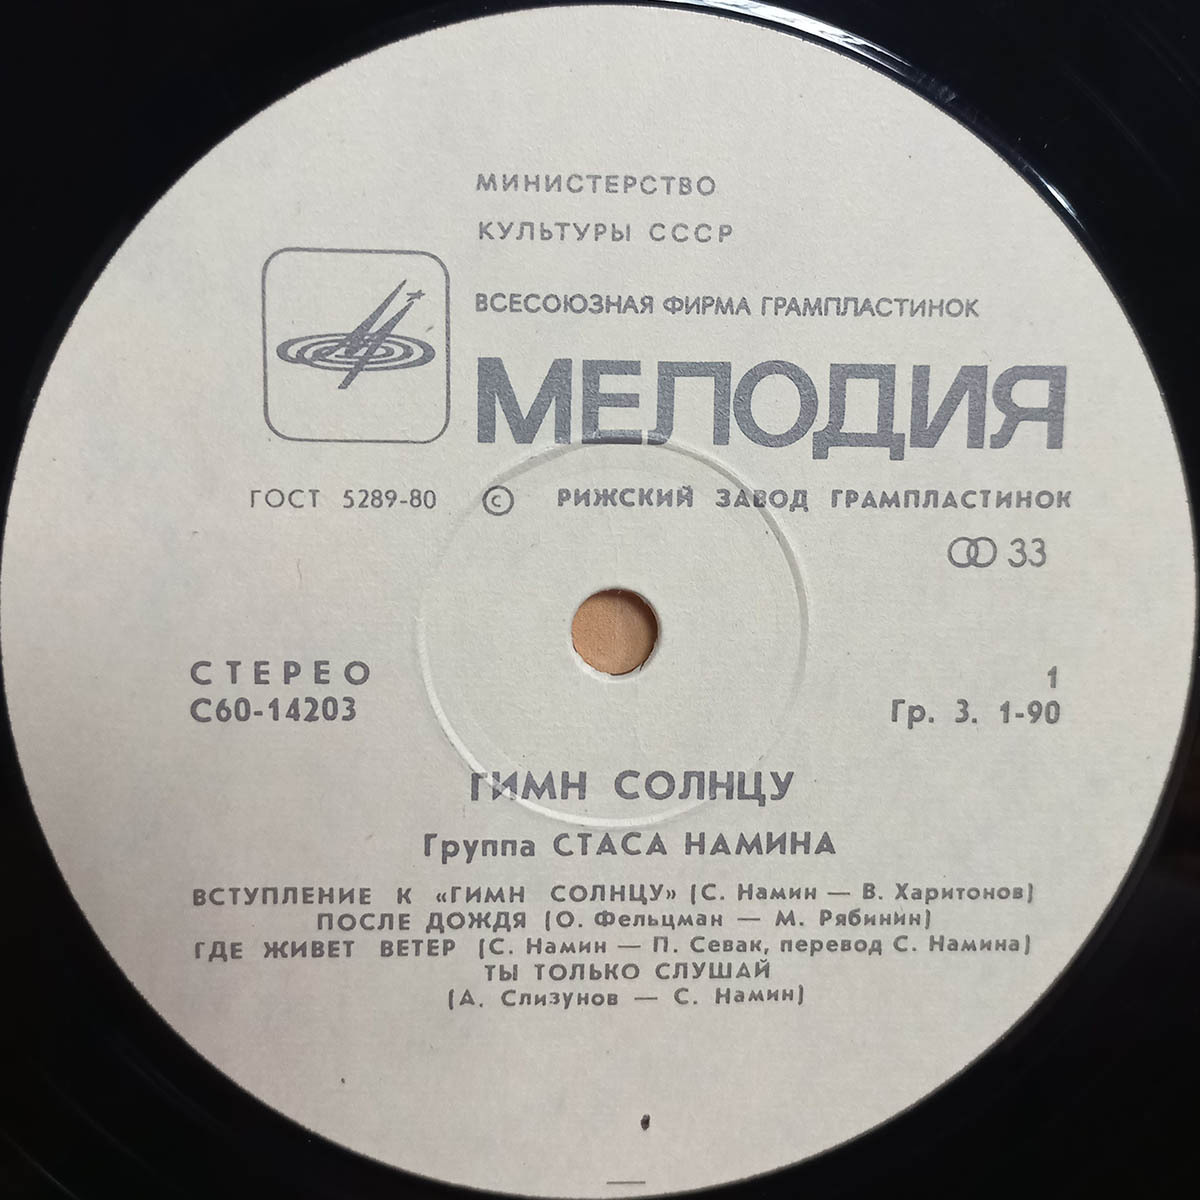 МИНИСТЕРСТВО
КУЛЬТУРЫ СССР
ВСЕСОЮЗНАЯ ФИРМА ГРАМПЛАСТИНОК
МЕЛОДИЯ
ГОСТ 5289-80 © РИЖСКИЙ ЗАВОД ГРАМПЛАСТИНОК
33
СТЕРЕО 1
С60-14203 Гр. 3. 1-90
ГИМН СОЛНЦУ
Группа СТАСА НАМИНА
ВСТУПЛЕНИЕ К «ГИМН СОЛНЦУ» (С. Намин — В. Харитонов)
ПОСЛЕ ДОЖДЯ (О. Фельцман — М. Рябинин)
ГДЕ ЖИВЕТ ВЕТЕР (С. Намин — П. Севак, перевод С. Намина)
ТЫ ТОЛЬКО СЛУШАЙ
(А. Слизунов — С. Намин)